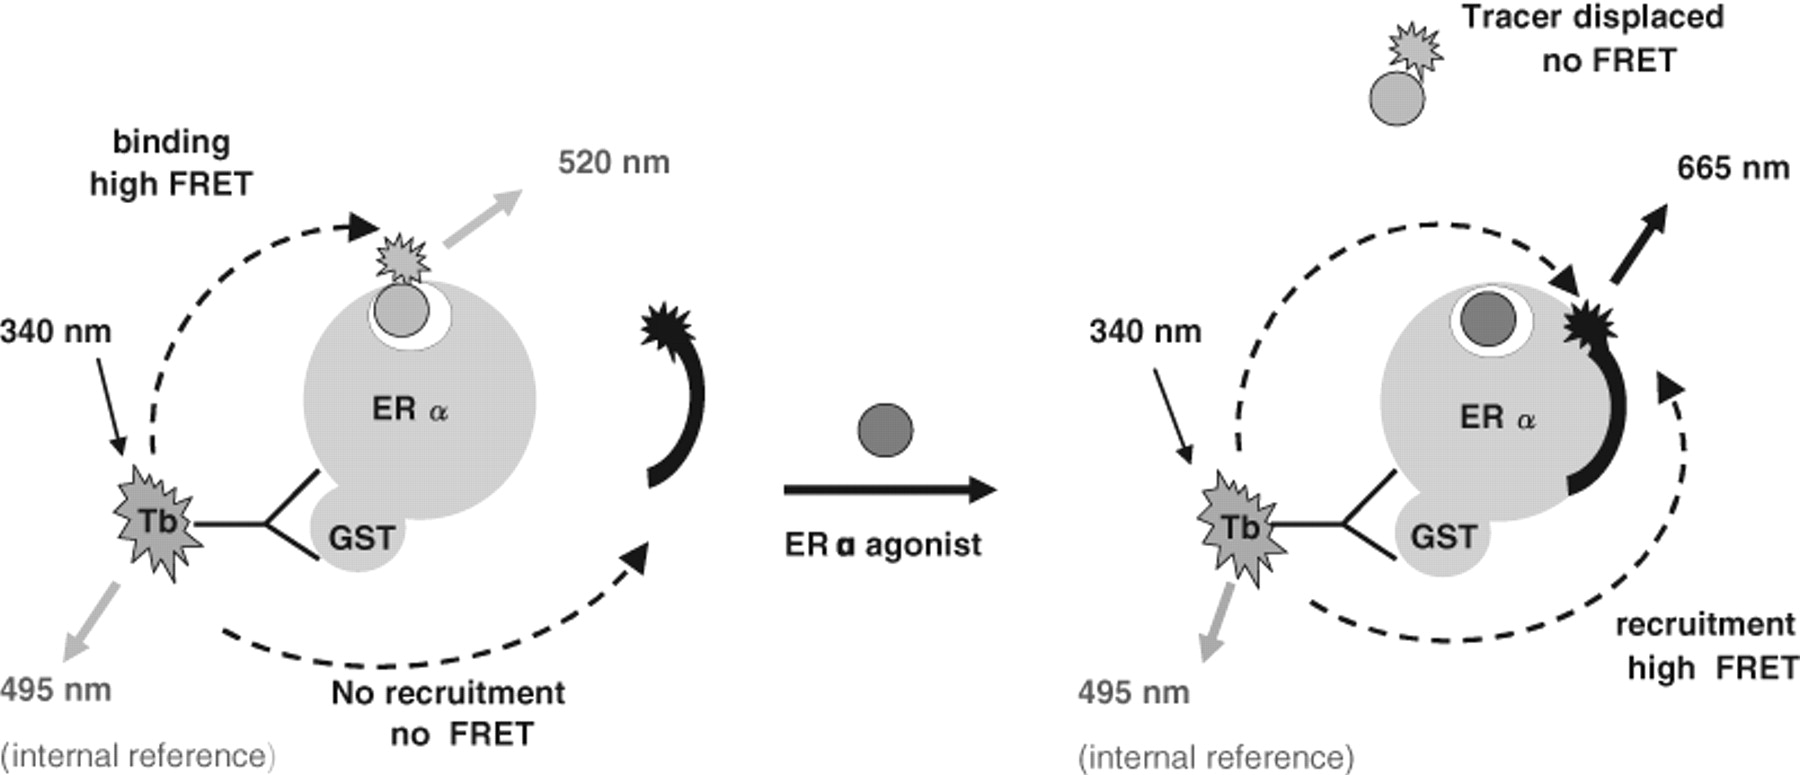 binding
high FRET
520 nm
340 nm
ER α
Tb
GST
495 nm
(internal reference)
No recruitment
no FRET
ER α agonist
Tracer displaced
no FRET
665 nm
340 nm
ER α
Tb
GST
recruitment
high FRET
495 nm
(internal reference)